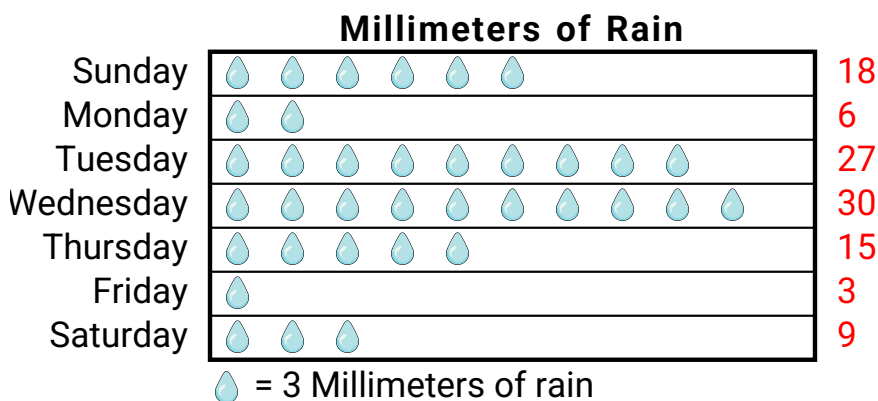 Millimeters of Rain
Sunday 18
Monday 6
Tuesday 27
Wednesday 30
Thursday 15
Friday 3
Saturday 9
= 3 Millimeters of rain